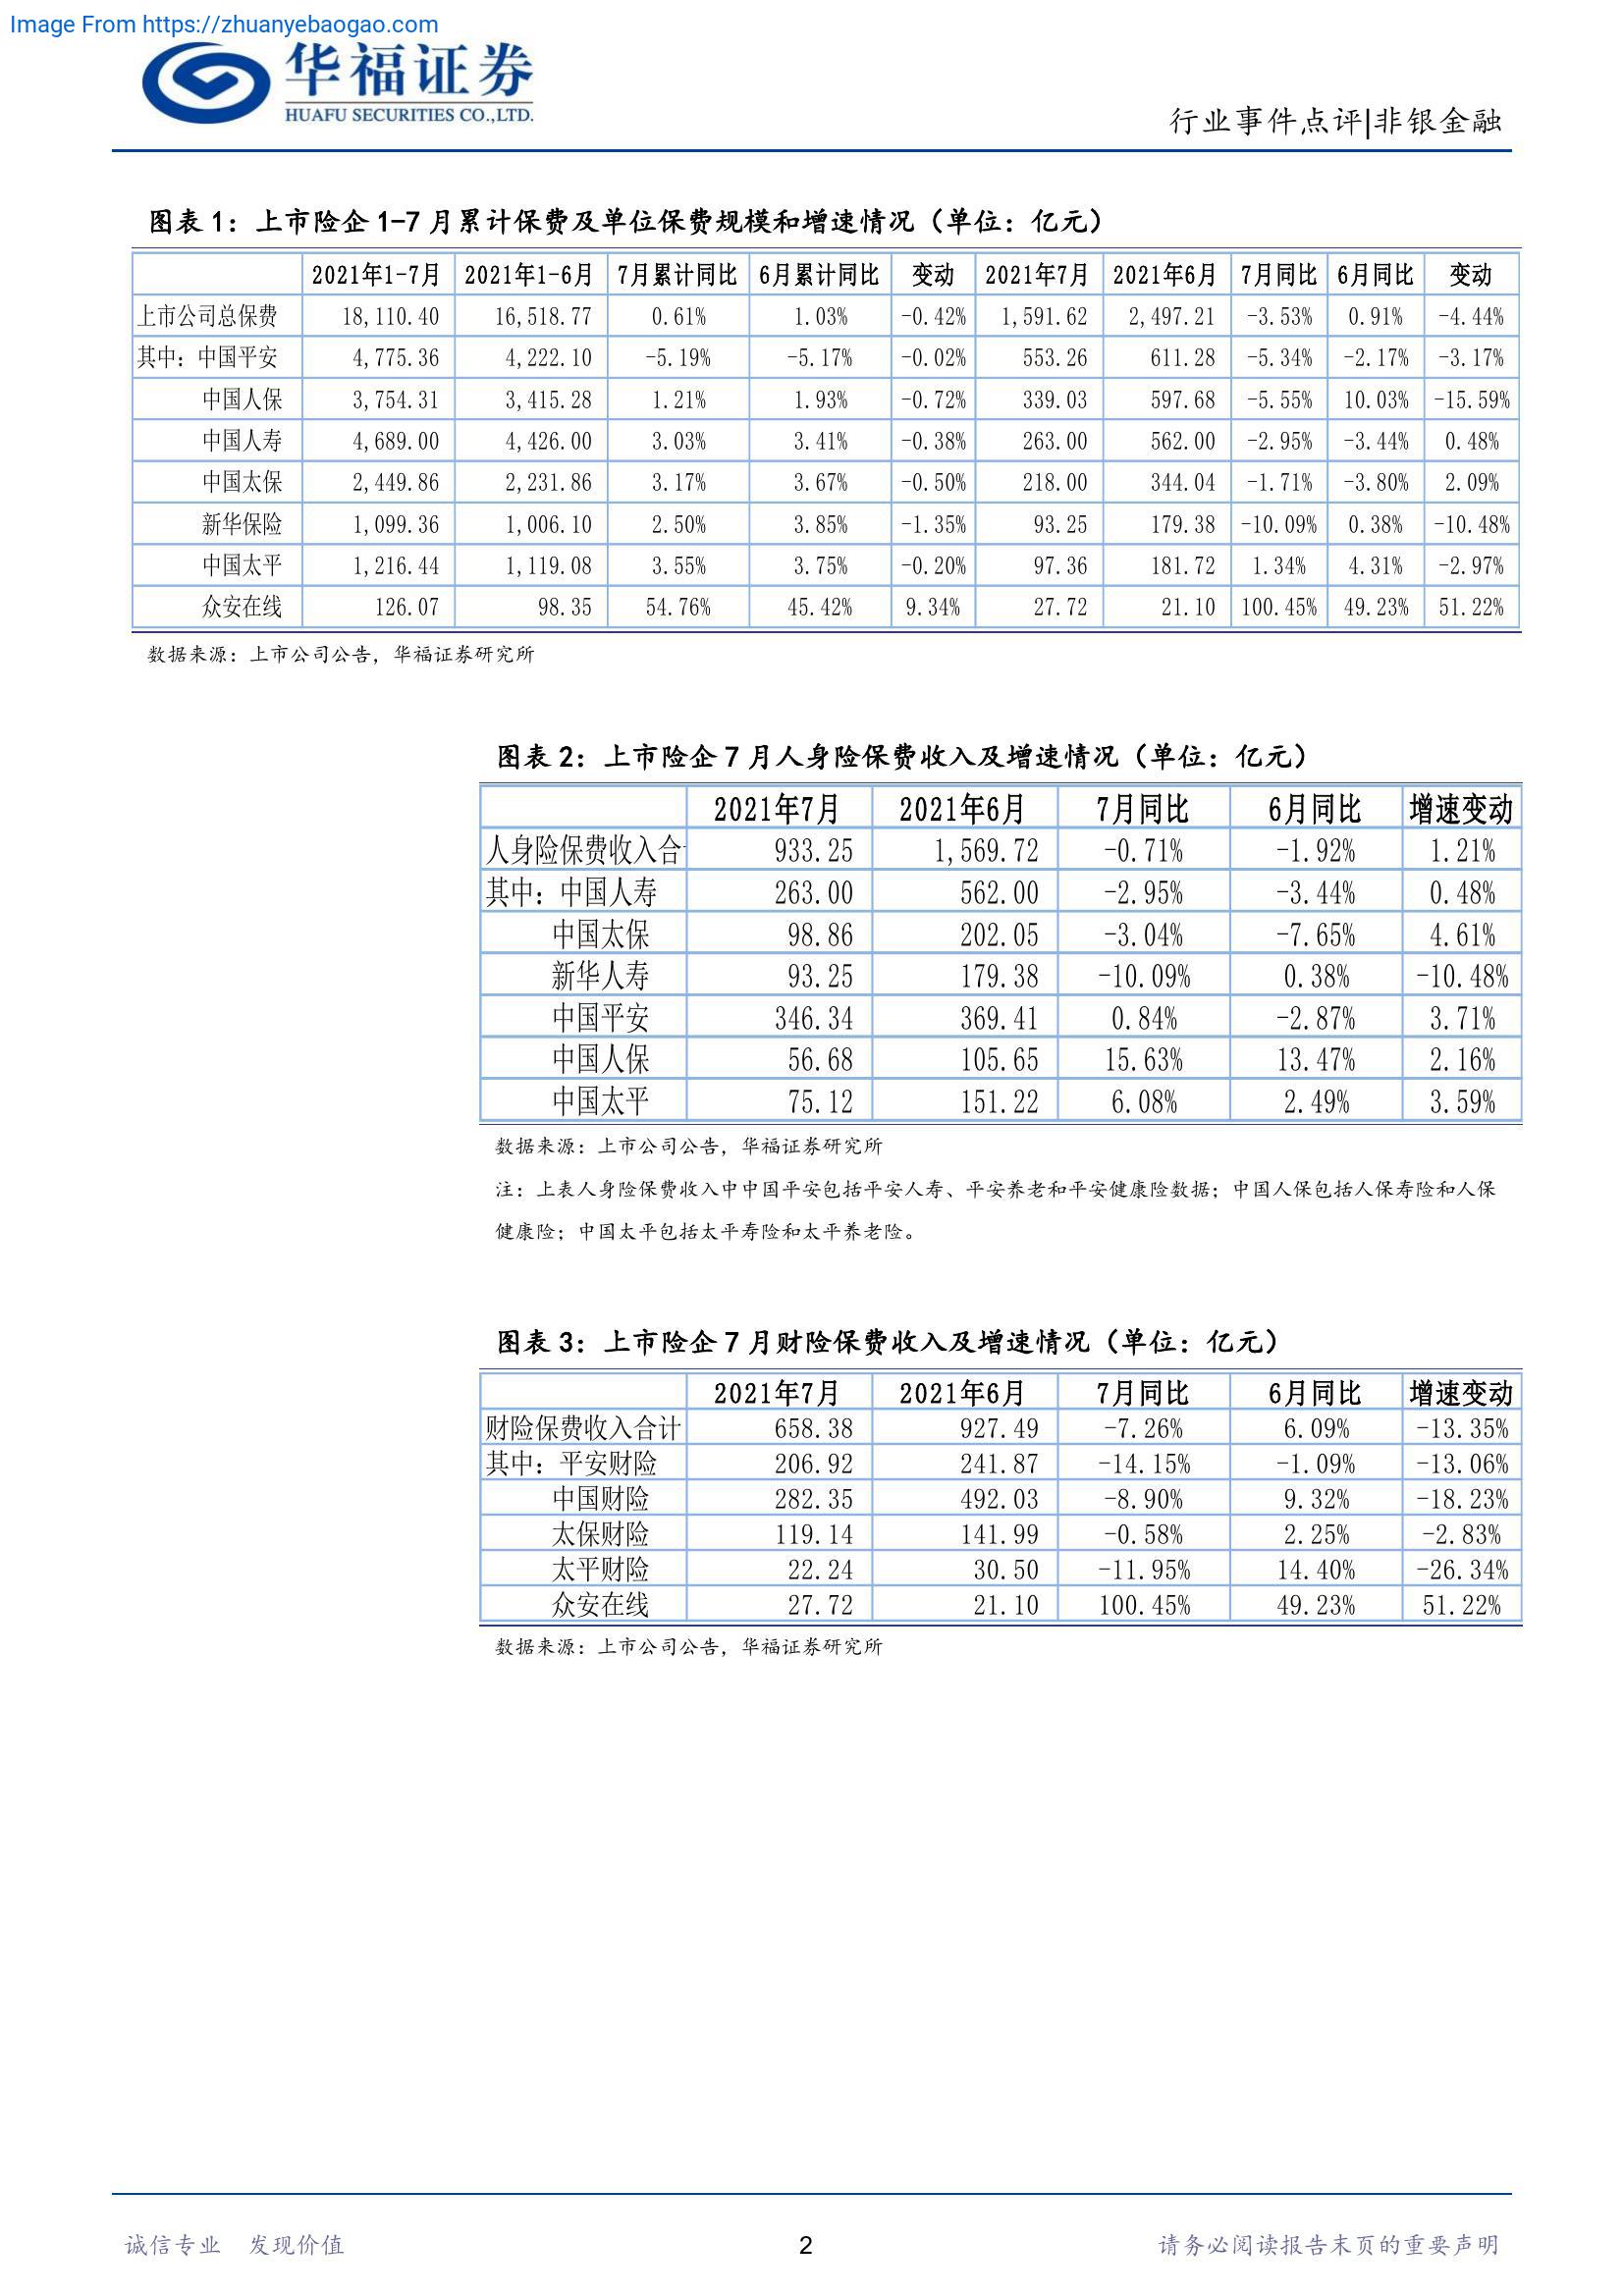 Image From https://zhuanyebaogao.com
华福证券
HUAFU SECURITIES CO.,LTD.
行业事件点评|非银金融
图表 1：上市险企 1-7 月累计保费及单位保费规模和增速情况（单位：亿元）
2021年1-7月 2021年1-6月 7月累计同比 6月累计同比 变动 2021年7月 2021年6月 7月同比 6月同比 变动
上市公司总保费 18,110.40 16,518.77 0.61% 1.03% -0.42% 1,591.62 2,497.21 -3.53% 0.91% -4.44%
其中：中国平安 4,775.36 4,222.10 -5.19% -5.17% -0.02% 553.26 611.28 -5.34% -2.17% -3.17%
中国人保 3,754.31 3,415.28 1.21% 1.93% -0.72% 339.03 597.68 -5.55% 10.03% -15.59%
中国人寿 4,689.00 4,426.00 3.03% 3.41% -0.38% 263.00 562.00 -2.95% -3.44% 0.48%
中国太保 2,449.86 2,231.86 3.17% 3.67% -0.50% 218.00 344.04 -1.71% -3.80% 2.09%
新华保险 1,099.36 1,006.10 2.50% 3.85% -1.35% 93.25 179.38 -10.09% 0.38% -10.48%
中国太平 1,216.44 1,119.08 3.55% 3.75% -0.20% 97.36 181.72 1.34% 4.31% -2.97%
众安在线 126.07 98.35 54.76% 45.42% 9.34% 27.72 21.10 100.45% 49.23% 51.22%
数据来源：上市公司公告，华福证券研究所
图表 2：上市险企 7 月人身险保费收入及增速情况（单位：亿元）
2021年7月 2021年6月 7月同比 6月同比 增速变动
人身险保费收入合 933.25 1,569.72 -0.71% -1.92% 1.21%
其中：中国人寿 263.00 562.00 -2.95% -3.44% 0.48%
中国太保 98.86 202.05 -3.04% -7.65% 4.61%
新华人寿 93.25 179.38 -10.09% 0.38% -10.48%
中国平安 346.34 369.41 0.84% -2.87% 3.71%
中国人保 56.68 105.65 15.63% 13.47% 2.16%
中国太平 75.12 151.22 6.08% 2.49% 3.59%
数据来源：上市公司公告，华福证券研究所
注：上表人身险保费收入中中国平安包括平安人寿、平安养老和平安健康险数据；中国人保包括人保寿险和人保
健康险；中国太平包括太平寿险和太平养老险。
图表 3：上市险企 7 月财险保费收入及增速情况（单位：亿元）
2021年7月 2021年6月 7月同比 6月同比 增速变动
财险保费收入合计 658.38 927.49 -7.26% 6.09% -13.35%
其中：平安财险 206.92 241.87 -14.15% -1.09% -13.06%
中国财险 282.35 492.03 -8.90% 9.32% -18.23%
太保财险 119.14 141.99 -0.58% 2.25% -2.83%
太平财险 22.24 30.50 -11.95% 14.40% -26.34%
众安在线 27.72 21.10 100.45% 49.23% 51.22%
数据来源：上市公司公告，华福证券研究所
诚信专业 发现价值 2 请务必阅读报告末页的重要声明